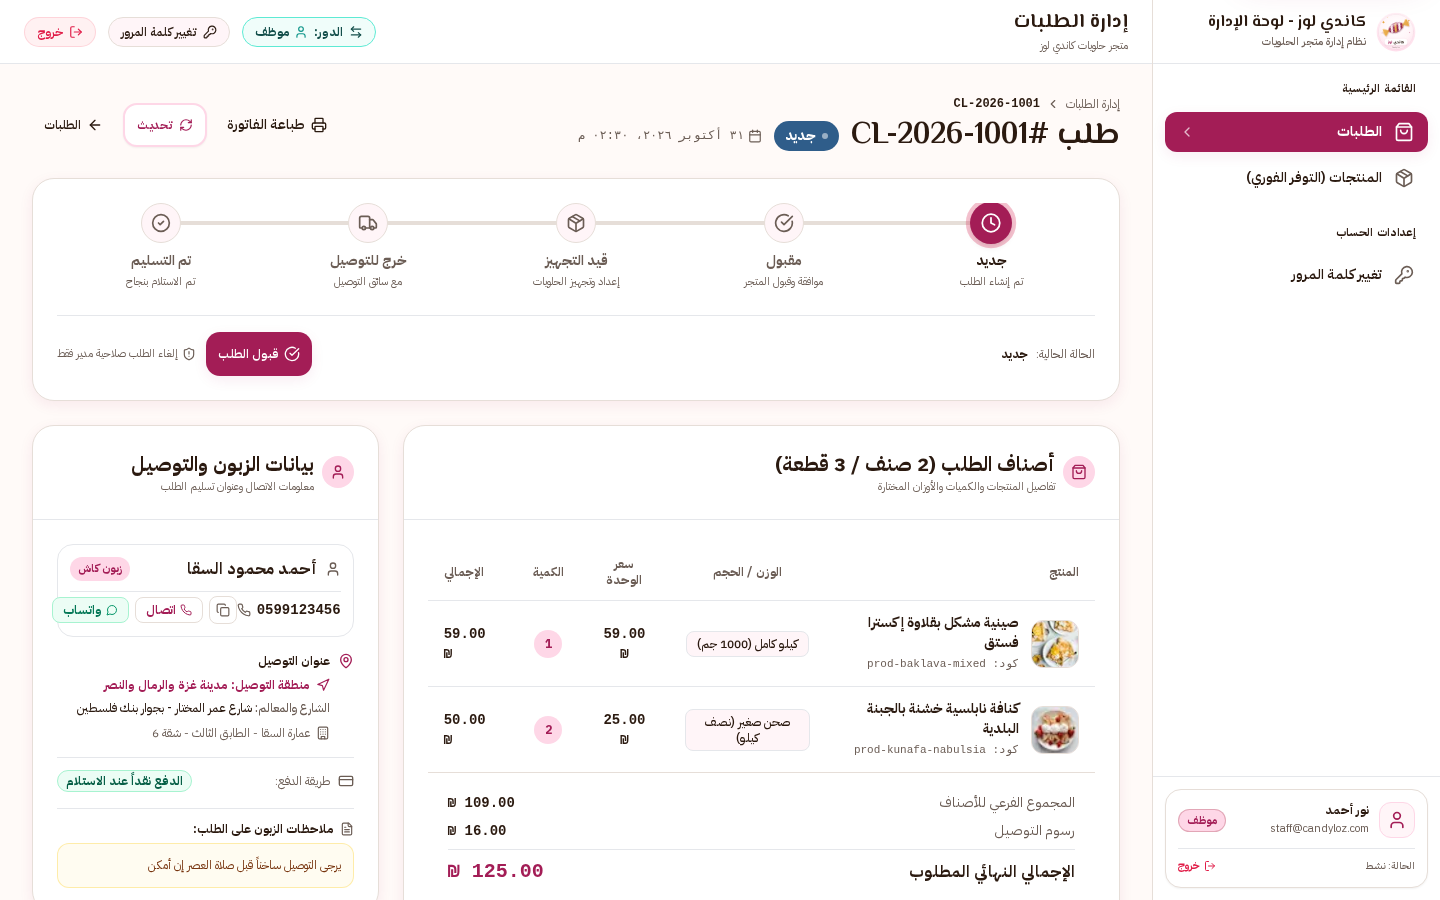 كاندي لوز - لوحة الإدارة
نظام إدارة متجر الحلويات
القائمة الرئيسية
الطلبات
المنتجات (التوفر الفوري)
إعدادات الحساب
تغيير كلمة المرور
نور أحمد
staff@candyloz.com
موظف
الحالة: نشط
خروج
إدارة الطلبات
متجر حلويات كاندي لوز
الدور: موظف
تغيير كلمة المرور
خروج
إدارة الطلبات
CL-2026-1001
طلب #CL-2026-1001
جديد
٣١ أكتوبر ٢٠٢٦، ٠٢:٣٠ م
طباعة الفاتورة
تحديث
الطلبات
جديد
تم إنشاء الطلب
مقبول
موافقة وقبول المتجر
قيد التجهيز
إعداد وتجهيز الحلويات
خرج للتوصيل
مع سائق التوصيل
تم التسليم
تم الاستلام بنجاح
الحالة الحالية: جديد
قبول الطلب
إلغاء الطلب صلاحية مدير فقط
أصناف الطلب (2 صنف / 3 قطعة)
تفاصيل المنتجات والكميات والأوزان المختارة
المنتج
الوزن / الحجم
سعر الوحدة
الكمية
الإجمالي
صينية مشكل بقلاوة إكسترا فستق
كود: prod-baklava-mixed
كيلو كامل (1000 جم)
59.00 ₪
1
59.00 ₪
كنافة نابلسية خشنة بالجبنة البلدية
كود: prod-kunafa-nabulsia
صحن صغير (نصف كيلو)
25.00 ₪
2
50.00 ₪
المجموع الفرعي للأصناف
109.00 ₪
رسوم التوصيل
16.00 ₪
الإجمالي النهائي المطلوب
125.00 ₪
بيانات الزبون والتوصيل
معلومات الاتصال وعنوان تسليم الطلب
أحمد محمود السقا
زبون كاش
0599123456
اتصال
واتساب
عنوان التوصيل
منطقة التوصيل: مدينة غزة والرمال والنصر
الشارع والمعالم: شارع عمر المختار - بجوار بنك فلسطين
عمارة السقا - الطابق الثالث - شقة 6
طريقة الدفع:
الدفع نقداً عند الاستلام
ملاحظات الزبون على الطلب:
يرجى التوصيل ساخناً قبل صلاة العصر إن أمكن